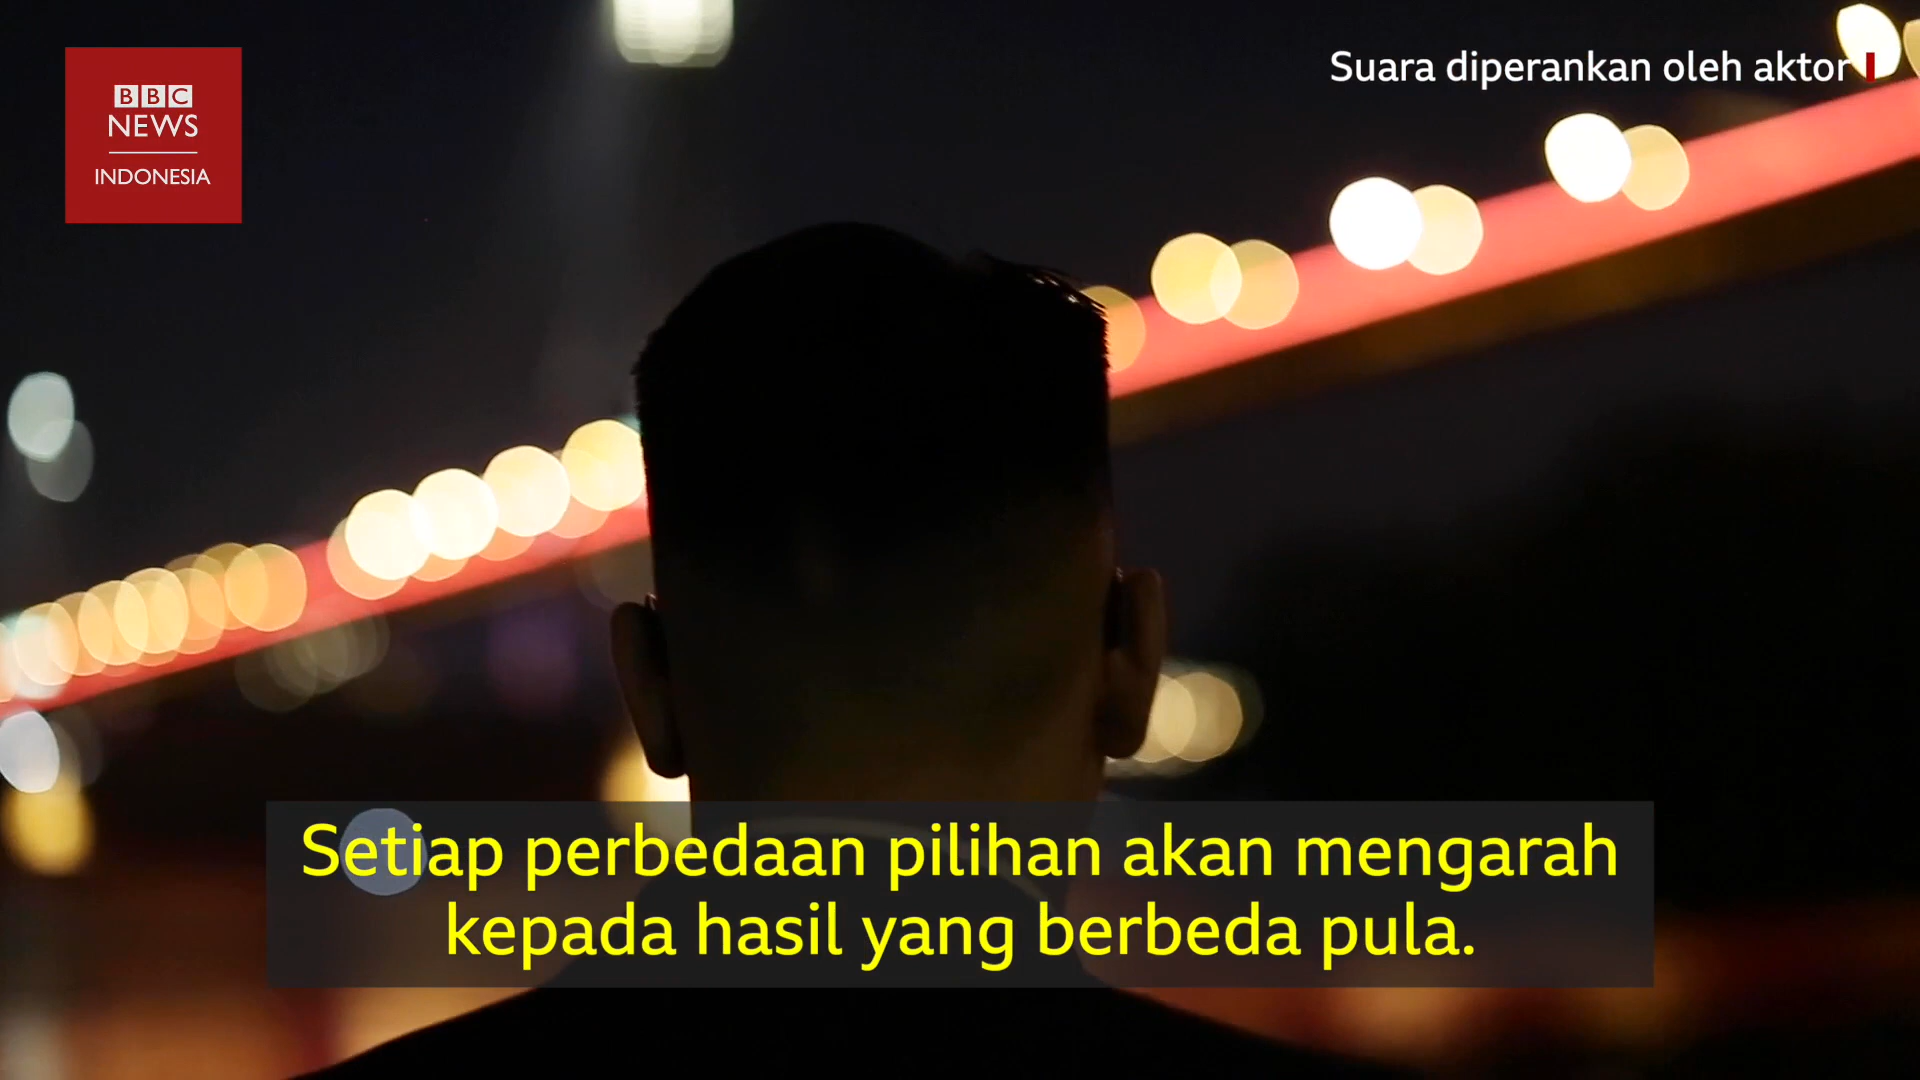 BBC
NEWS
INDONESIA
Suara diperankan oleh aktor
Setiap perbedaan pilihan akan mengarah
kepada hasil yang berbeda pula.